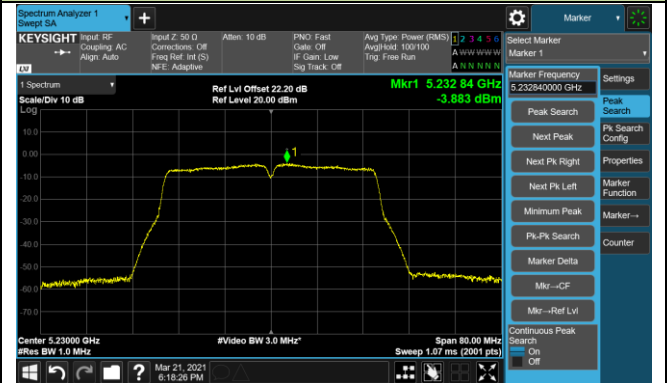 Spectrum Analyzer 1
Swept SA
Marker
KEYSIGHT
Input: RF
Coupling: AC
Align: Auto
Input Z: 50 Ω
Corrections: Off
Freq Ref: Int (S)
NFE: Adaptive
Atten: 10 dB
PNO: Fast
Gate: Off
IF Gain: Low
Sig Track: Off
Avg Type: Power (RMS)
Avg|Hold: 100/100
Trig: Free Run
1 2 3 4 5 6
A W W W W W
A N N N N N
LXI
Select Marker
Marker 1
1 Spectrum
Scale/Div 10 dB
Log
Ref Lvl Offset 22.20 dB
Ref Level 20.00 dBm
Mkr1 5.232 84 GHz
-3.883 dBm
10.0
0.00
-10.0
-20.0
-30.0
-40.0
-50.0
-60.0
-70.0
1
Center 5.23000 GHz
#Res BW 1.0 MHz
#Video BW 3.0 MHz*
Span 80.00 MHz
Sweep 1.07 ms (2001 pts)
Marker Frequency
5.232840000 GHz
Peak Search
Next Peak
Next Pk Right
Next Pk Left
Minimum Peak
Pk-Pk Search
Marker Delta
Mkr→CF
Mkr→Ref Lvl
Continuous Peak
Search
On
Off
Settings
Peak
Search
Pk Search
Config
Properties
Marker
Function
Marker→
Counter
Mar 21, 2021
6:18:26 PM